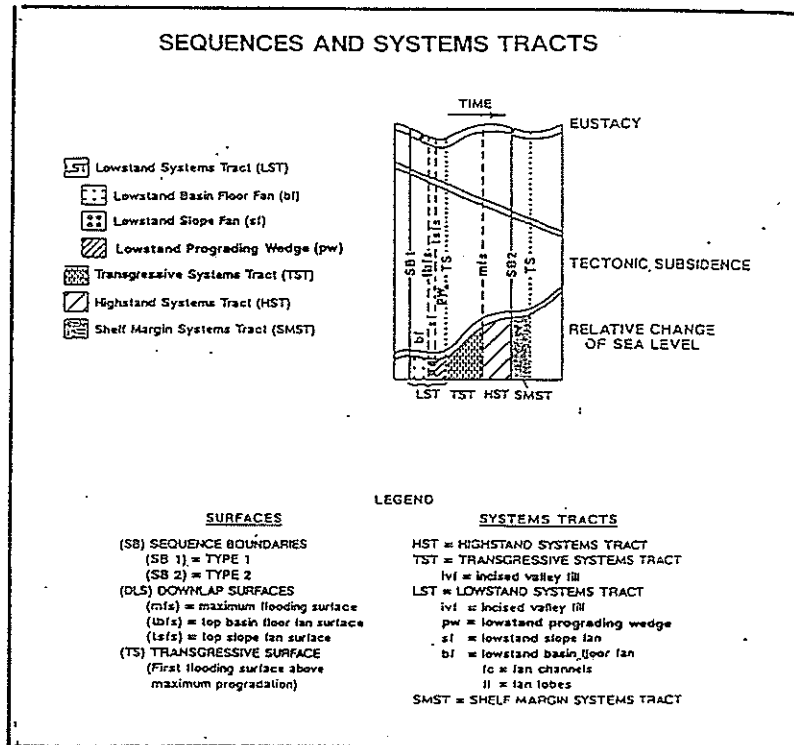 SEQUENCES AND SYSTEMS TRACTS
TIME
EUSTACY
TECTONIC SUBSIDENCE
RELATIVE CHANGE
OF SEA LEVEL
SB1
tbfs
tsfs
TS
mfs
SB2
TS
bf
pw
LST
TST
HST
SMST
LST Lowstand Systems Tract (LST)
Lowstand Basin Floor Fan (bf)
Lowstand Slope Fan (sf)
Lowstand Prograding Wedge (pw)
Transgressive Systems Tract (TST)
Highstand Systems Tract (HST)
Shelf Margin Systems Tract (SMST)
LEGEND
SURFACES
(SB) SEQUENCE BOUNDARIES
(SB 1) = TYPE 1
(SB 2) = TYPE 2
(DLS) DOWNLAP SURFACES
(mfs) = maximum flooding surface
(tbfs) = top basin floor fan surface
(tsfs) = top slope fan surface
(TS) TRANSGRESSIVE SURFACE
(First flooding surface above
maximum progradation)
SYSTEMS TRACTS
HST = HIGHSTAND SYSTEMS TRACT
TST = TRANSGRESSIVE SYSTEMS TRACT
ivf = incised valley fill
LST = LOWSTAND SYSTEMS TRACT
ivf = incised valley fill
pw = lowstand prograding wedge
sf = lowstand slope fan
bf = lowstand basin floor fan
fc = fan channels
fl = fan lobes
SMST = SHELF MARGIN SYSTEMS TRACT